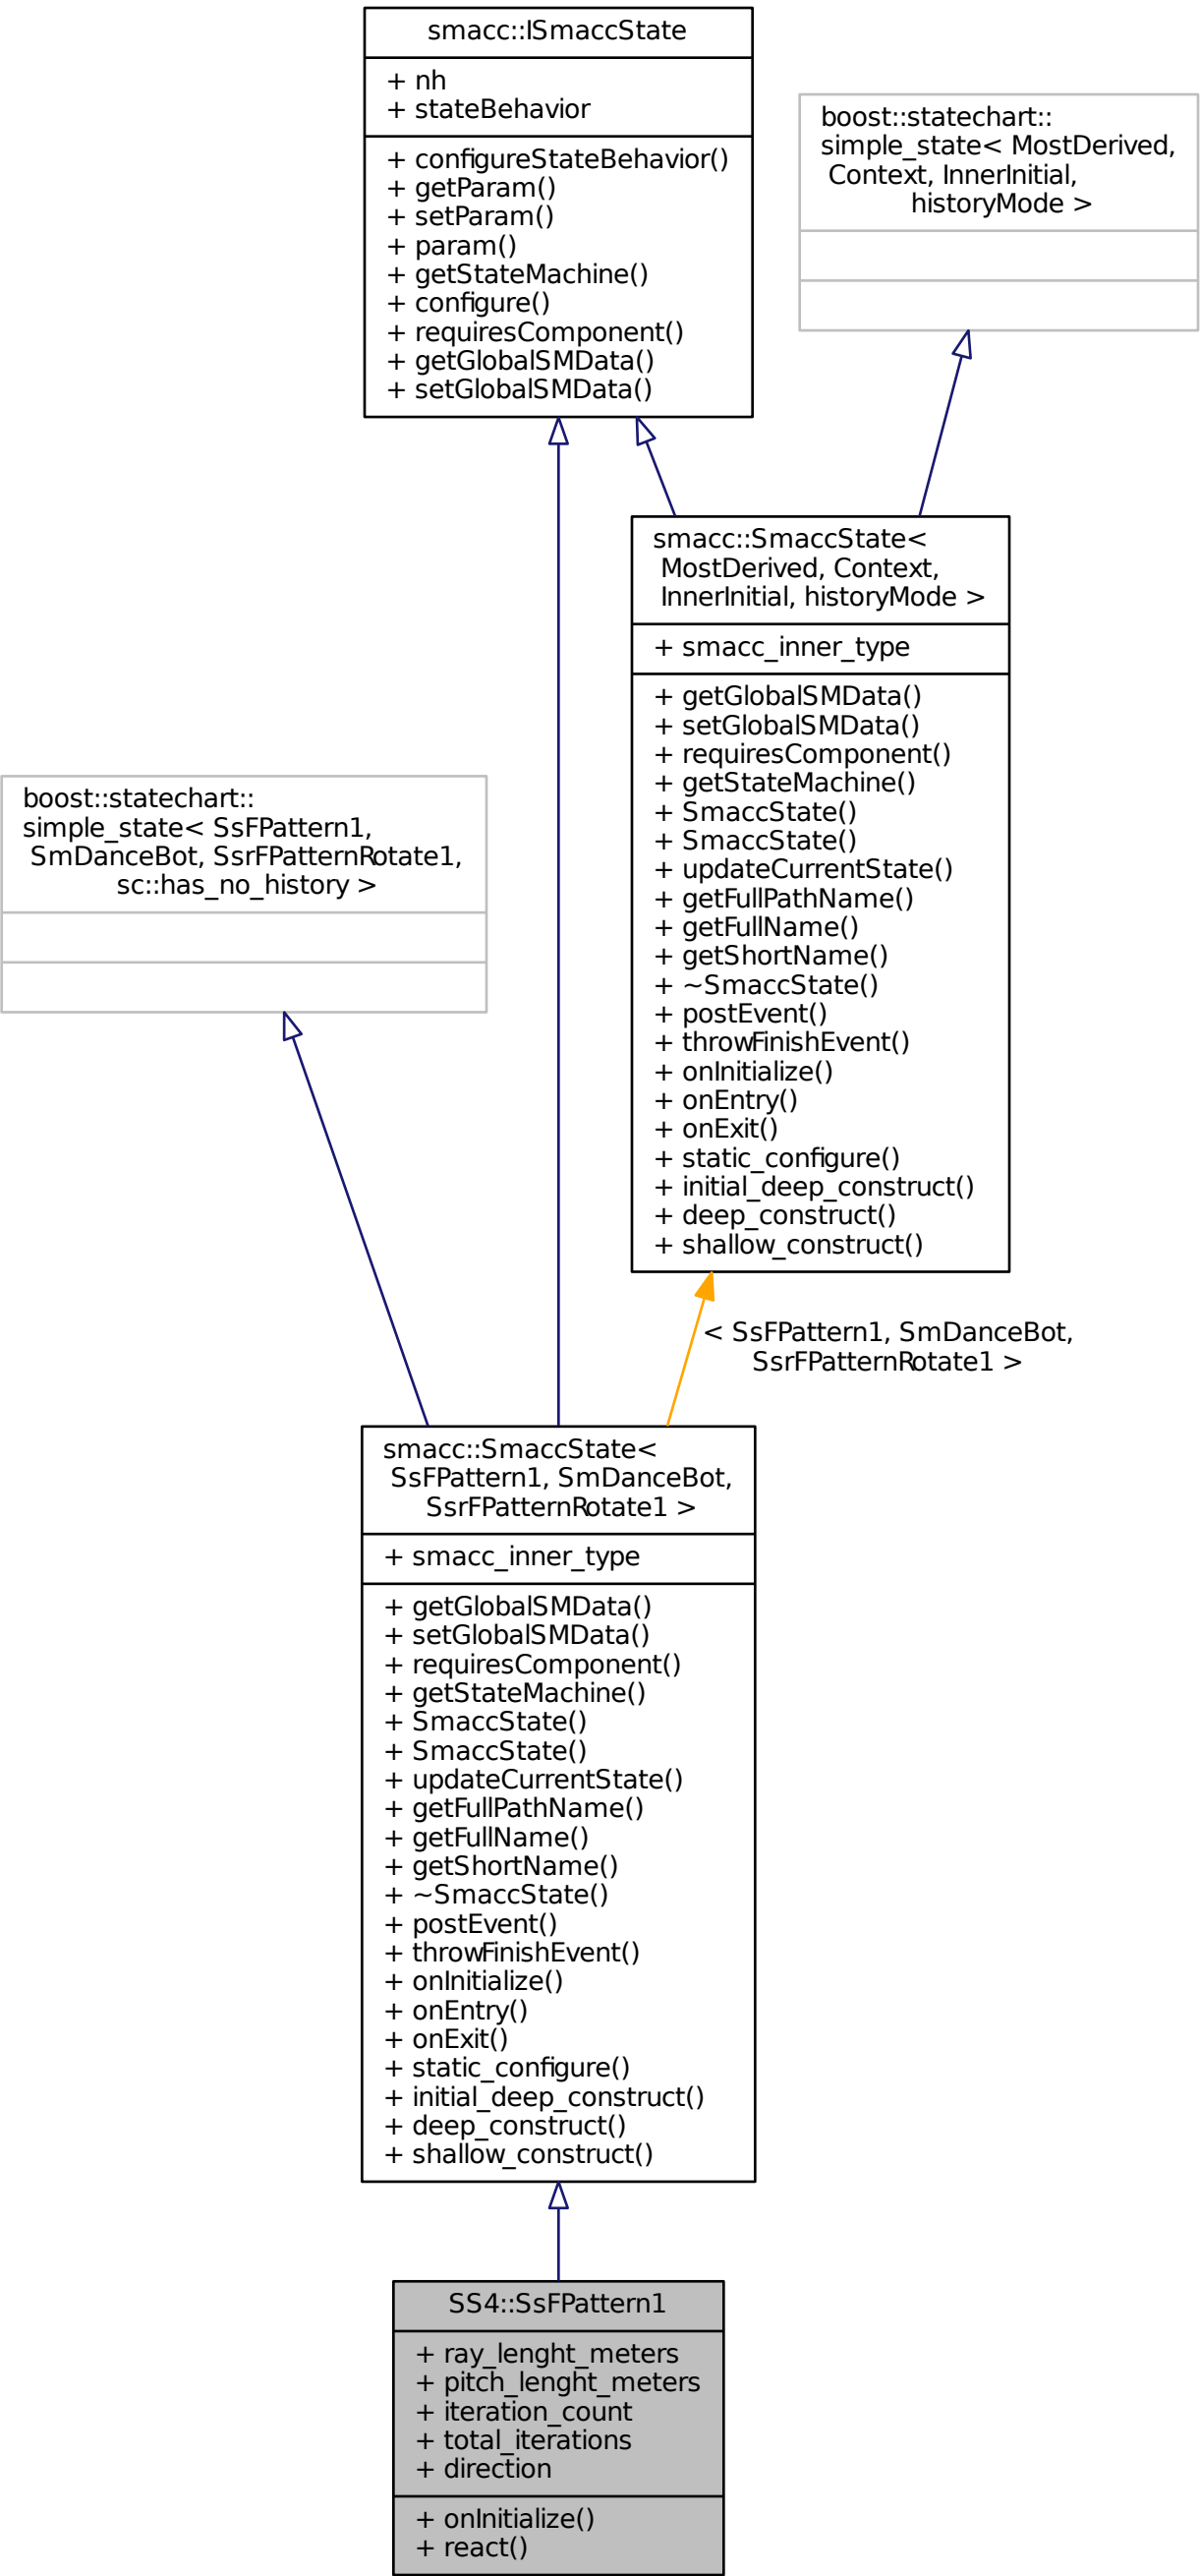 smacc::ISmaccState
+ nh
+ stateBehavior
+ configureStateBehavior()
+ getParam()
+ setParam()
+ param()
+ getStateMachine()
+ configure()
+ requiresComponent()
+ getGlobalSMData()
+ setGlobalSMData()
boost::statechart::
simple_state< MostDerived,
Context, InnerInitial,
historyMode >
smacc::SmaccState<
MostDerived, Context,
InnerInitial, historyMode >
+ smacc_inner_type
+ getGlobalSMData()
+ setGlobalSMData()
+ requiresComponent()
+ getStateMachine()
+ SmaccState()
+ SmaccState()
+ updateCurrentState()
+ getFullPathName()
+ getFullName()
+ getShortName()
+ ~SmaccState()
+ postEvent()
+ throwFinishEvent()
+ onInitialize()
+ onEntry()
+ onExit()
+ static_configure()
+ initial_deep_construct()
+ deep_construct()
+ shallow_construct()
boost::statechart::
simple_state< SsFPattern1,
SmDanceBot, SsrFPatternRotate1,
sc::has_no_history >
< SsFPattern1, SmDanceBot,
SsrFPatternRotate1 >
smacc::SmaccState<
SsFPattern1, SmDanceBot,
SsrFPatternRotate1 >
+ smacc_inner_type
+ getGlobalSMData()
+ setGlobalSMData()
+ requiresComponent()
+ getStateMachine()
+ SmaccState()
+ SmaccState()
+ updateCurrentState()
+ getFullPathName()
+ getFullName()
+ getShortName()
+ ~SmaccState()
+ postEvent()
+ throwFinishEvent()
+ onInitialize()
+ onEntry()
+ onExit()
+ static_configure()
+ initial_deep_construct()
+ deep_construct()
+ shallow_construct()
SS4::SsFPattern1
+ ray_lenght_meters
+ pitch_lenght_meters
+ iteration_count
+ total_iterations
+ direction
+ onInitialize()
+ react()